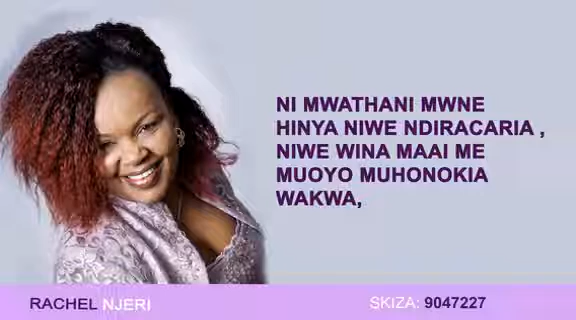 NI MWATHANI MWNE
HINYA NIWE NDIRACARIA ,
NIWE WINA MAAI ME
MUOYO MUHONOKIA
WAKWA,
RACHEL NJERI
SKIZA: 9047227